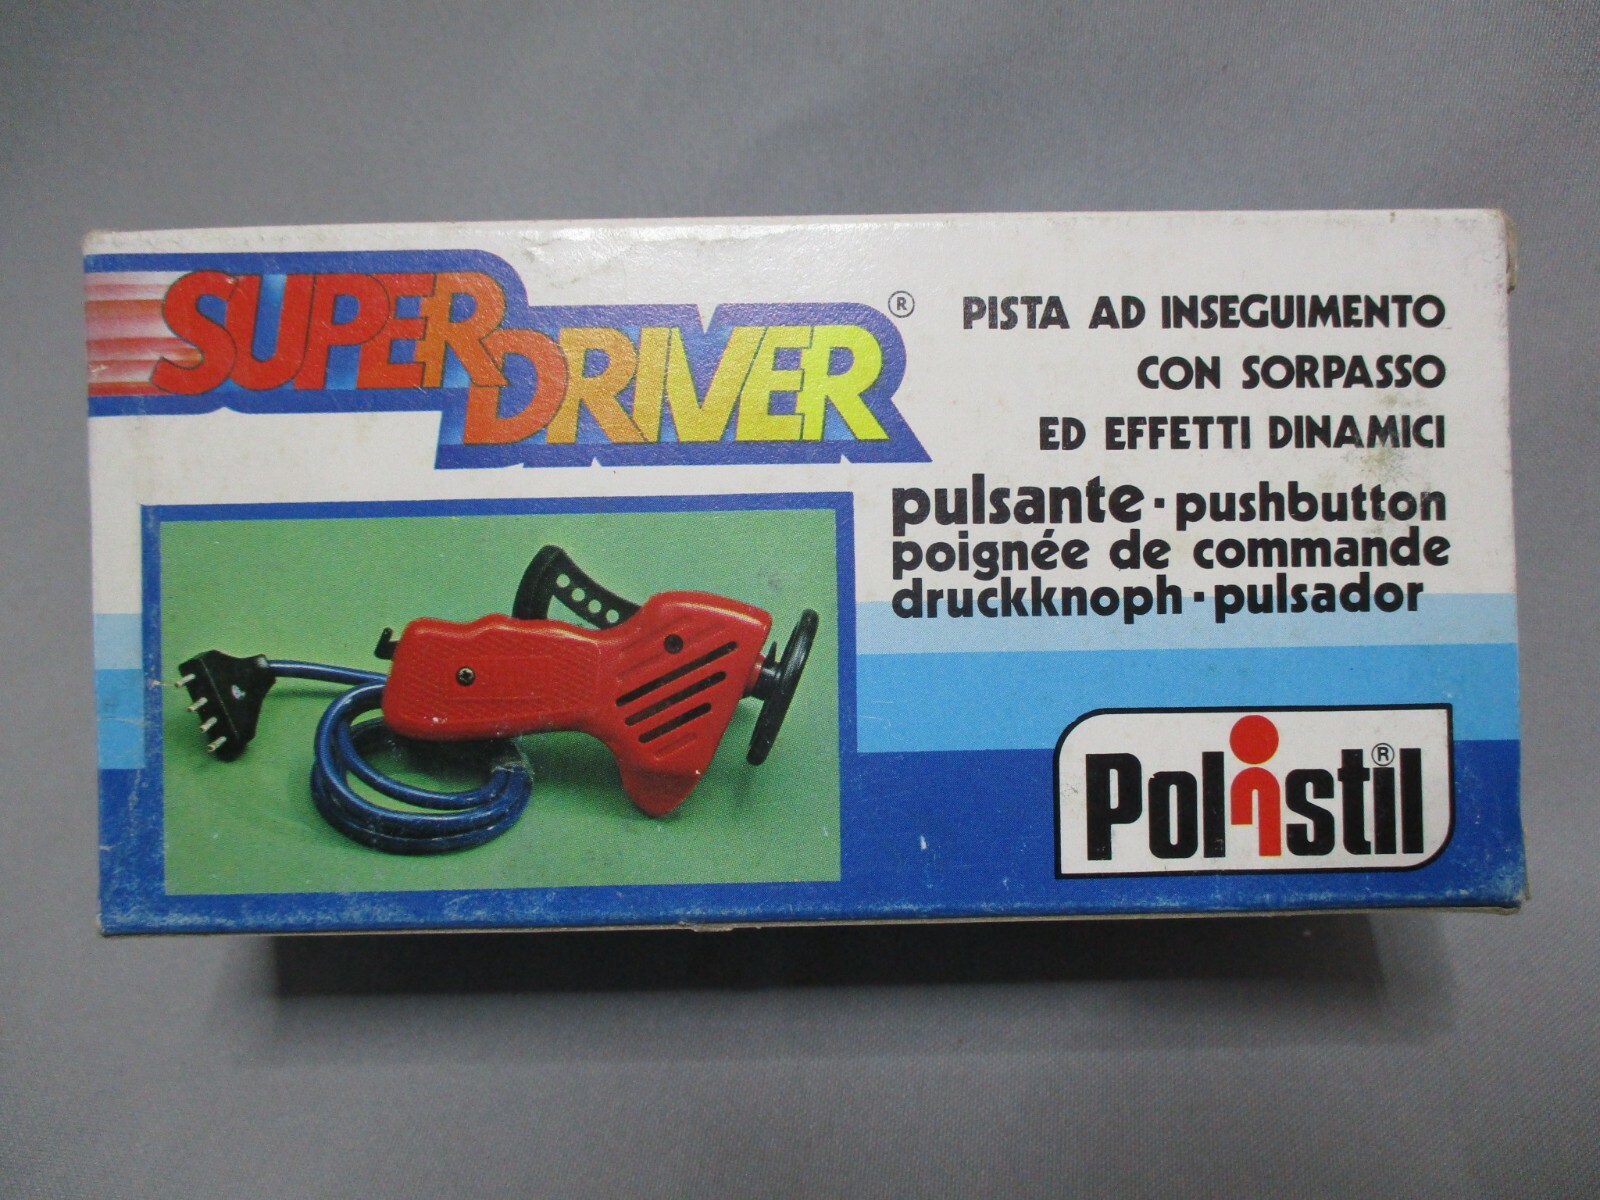 SUPER DRIVER ®
PISTA AD INSEGUIMENTO
CON SORPASSO
ED EFFETTI DINAMICI
pulsante · pushbutton
poignée de commande
druckknoph · pulsador
Polistil ®